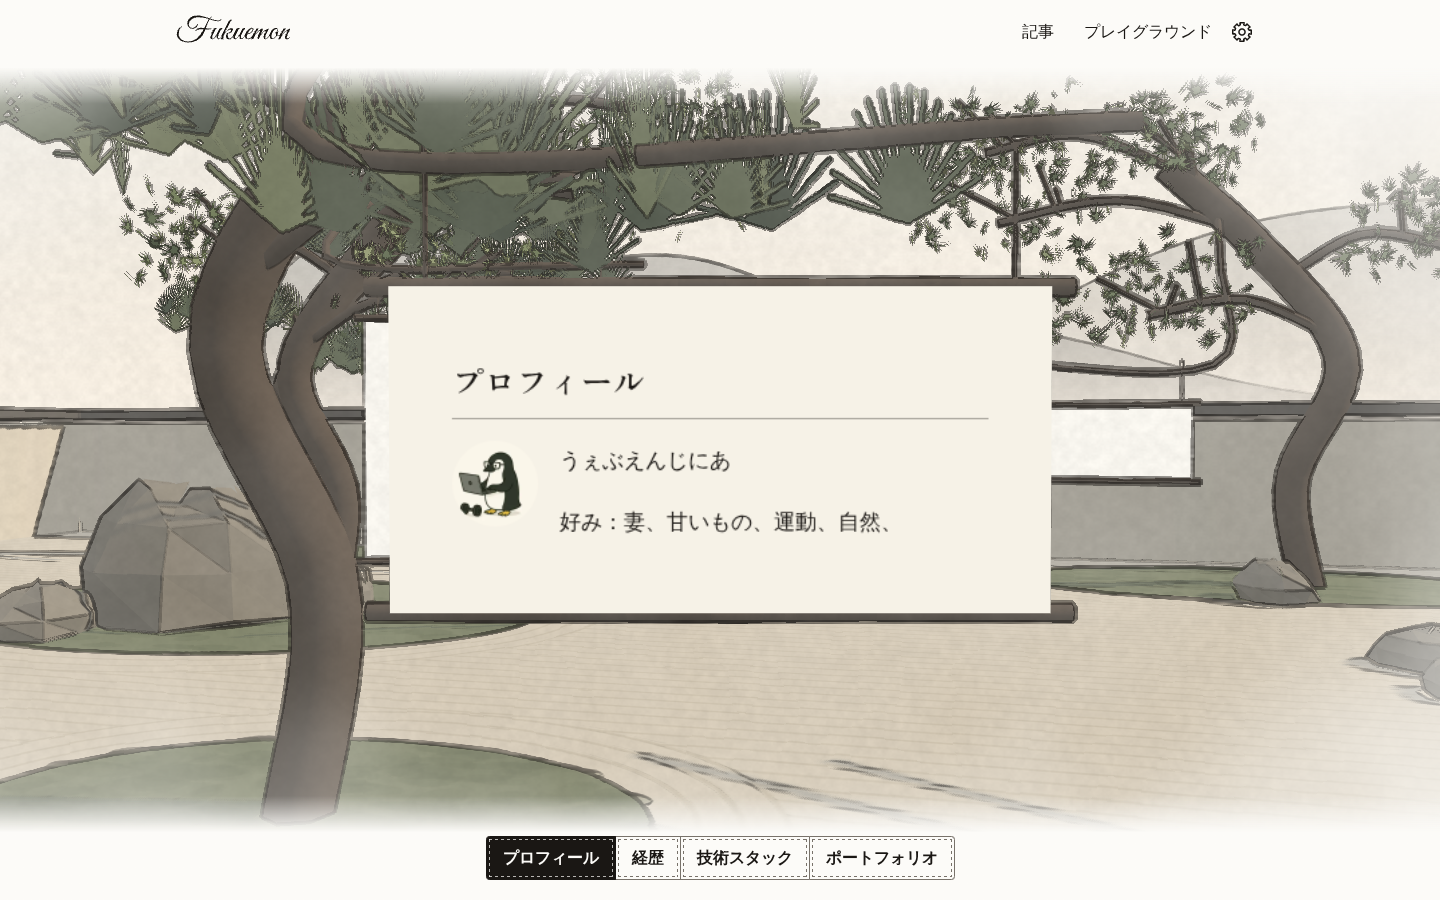 Fukuemon
記事
プレイグラウンド
プロフィール
うぇぶえんじにあ
好み：妻、甘いもの、運動、自然、
プロフィール
経歴
技術スタック
ポートフォリオ